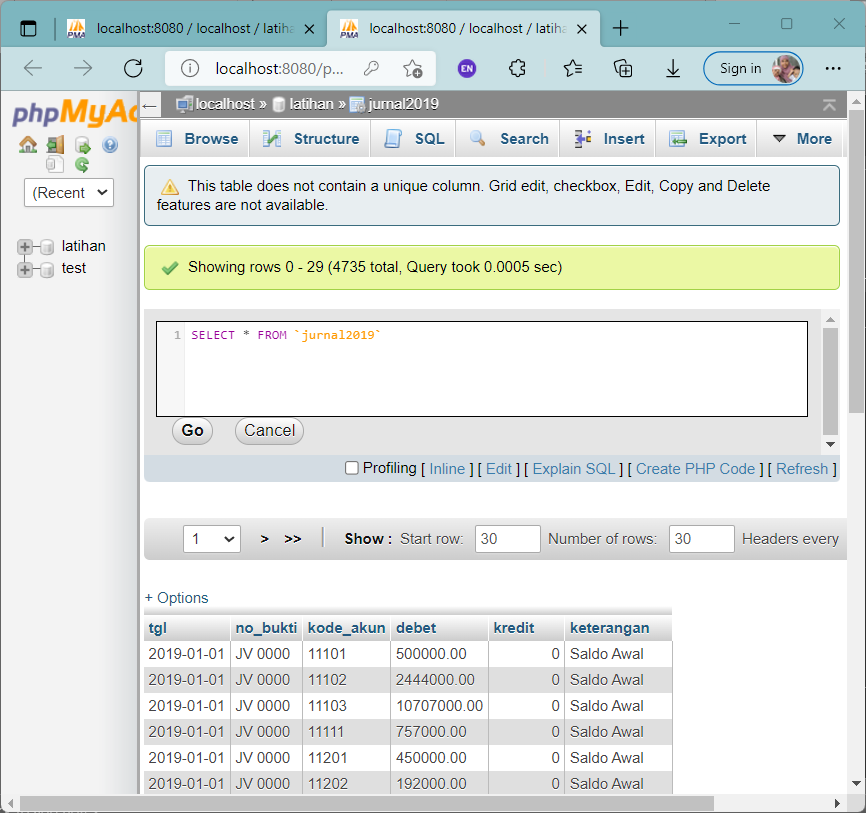 localhost:8080 / localhost / latiha
localhost:8080 / localhost / latiha
localhost:8080/p...
EN
Sign in
phpMyAd
localhost » latihan » jurnal2019
Browse Structure SQL Search Insert Export More
(Recent
latihan
test
This table does not contain a unique column. Grid edit, checkbox, Edit, Copy and Delete
features are not available.
Showing rows 0 - 29 (4735 total, Query took 0.0005 sec)
1 SELECT * FROM `jurnal2019`
Go Cancel
Profiling [ Inline ] [ Edit ] [ Explain SQL ] [ Create PHP Code ] [ Refresh ]
1 > >> Show : Start row: 30 Number of rows: 30 Headers every
+ Options
tgl no_bukti kode_akun debet kredit keterangan
2019-01-01 JV 0000 11101 500000.00 0 Saldo Awal
2019-01-01 JV 0000 11102 2444000.00 0 Saldo Awal
2019-01-01 JV 0000 11103 10707000.00 0 Saldo Awal
2019-01-01 JV 0000 11111 757000.00 0 Saldo Awal
2019-01-01 JV 0000 11201 450000.00 0 Saldo Awal
2019-01-01 JV 0000 11202 192000.00 0 Saldo Awal